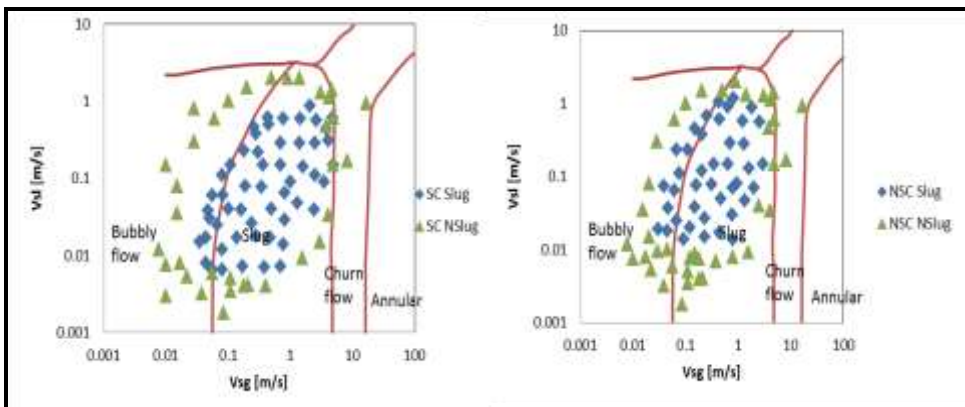 10
1
0.1
0.01
0.001
Vsl [m/s]
Bubbly
flow
Slug
Churn
flow
Annular
0.001 0.01 0.1 1 10 100
Vsg [m/s]
SC Slug
SC NSlug
10
1
0.1
0.01
0.001
Vsl [m/s]
Bubbly
flow
Slug
Churn
flow
Annular
0.001 0.01 0.1 1 10 100
Vsg [m/s]
NSC Slug
NSC NSlug